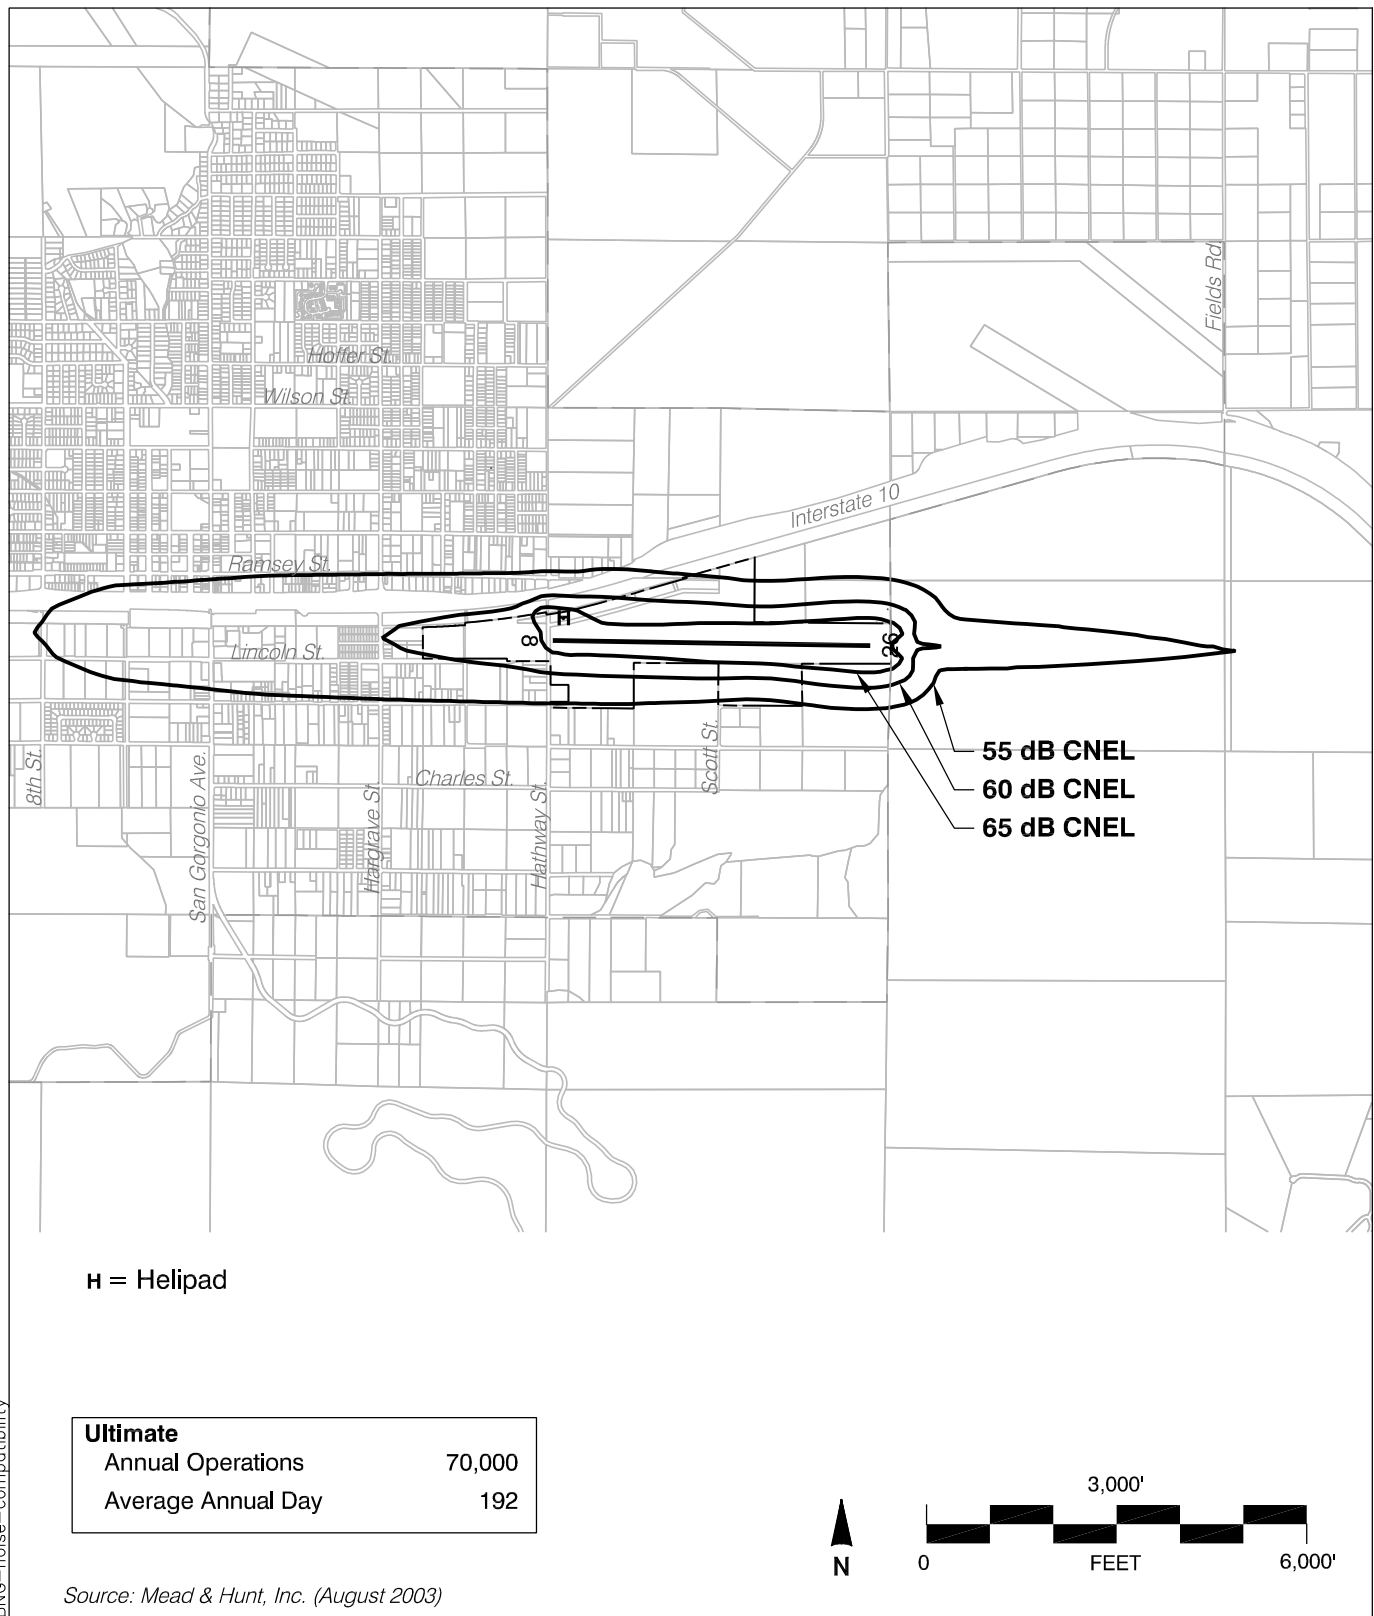 Fields Rd.
Hoffer St.
Wilson St.
Interstate 10
Ramsey St.
H
8
26
Lincoln St.
55 dB CNEL
60 dB CNEL
65 dB CNEL
8th St.
San Gorgonio Ave.
Hargrave St.
Charles St.
Hathway St.
Scott St.
H = Helipad
Ultimate
Annual Operations 70,000
Average Annual Day 192
3,000'
N
0 FEET 6,000'
Source: Mead & Hunt, Inc. (August 2003)